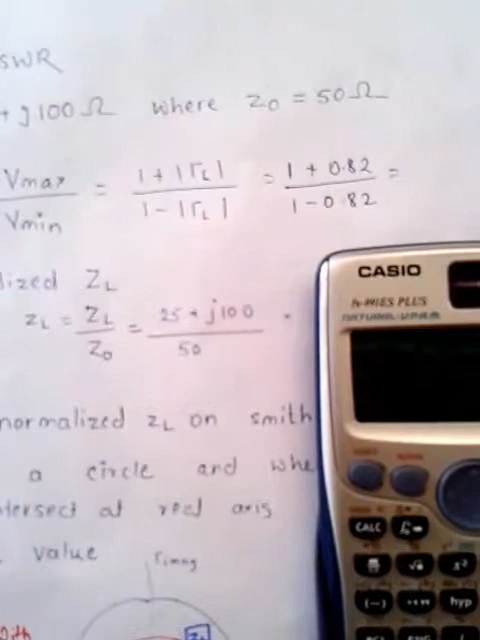 SWR
+ j100 Ω where Z0 = 50 Ω
Vmax / Vmin = 1 + |ΓL| / 1 - |ΓL| = 1 + 0.82 / 1 - 0.82 =
lized ZL
zL = ZL / Z0 = 25 + j100 / 50
normalized zL on smith
a circle and whe
ntersect at real axis
value
Γimag
CASIO
fx-991ES PLUS
NATURAL-V.P.A.M.
CALC
(-)
hyp